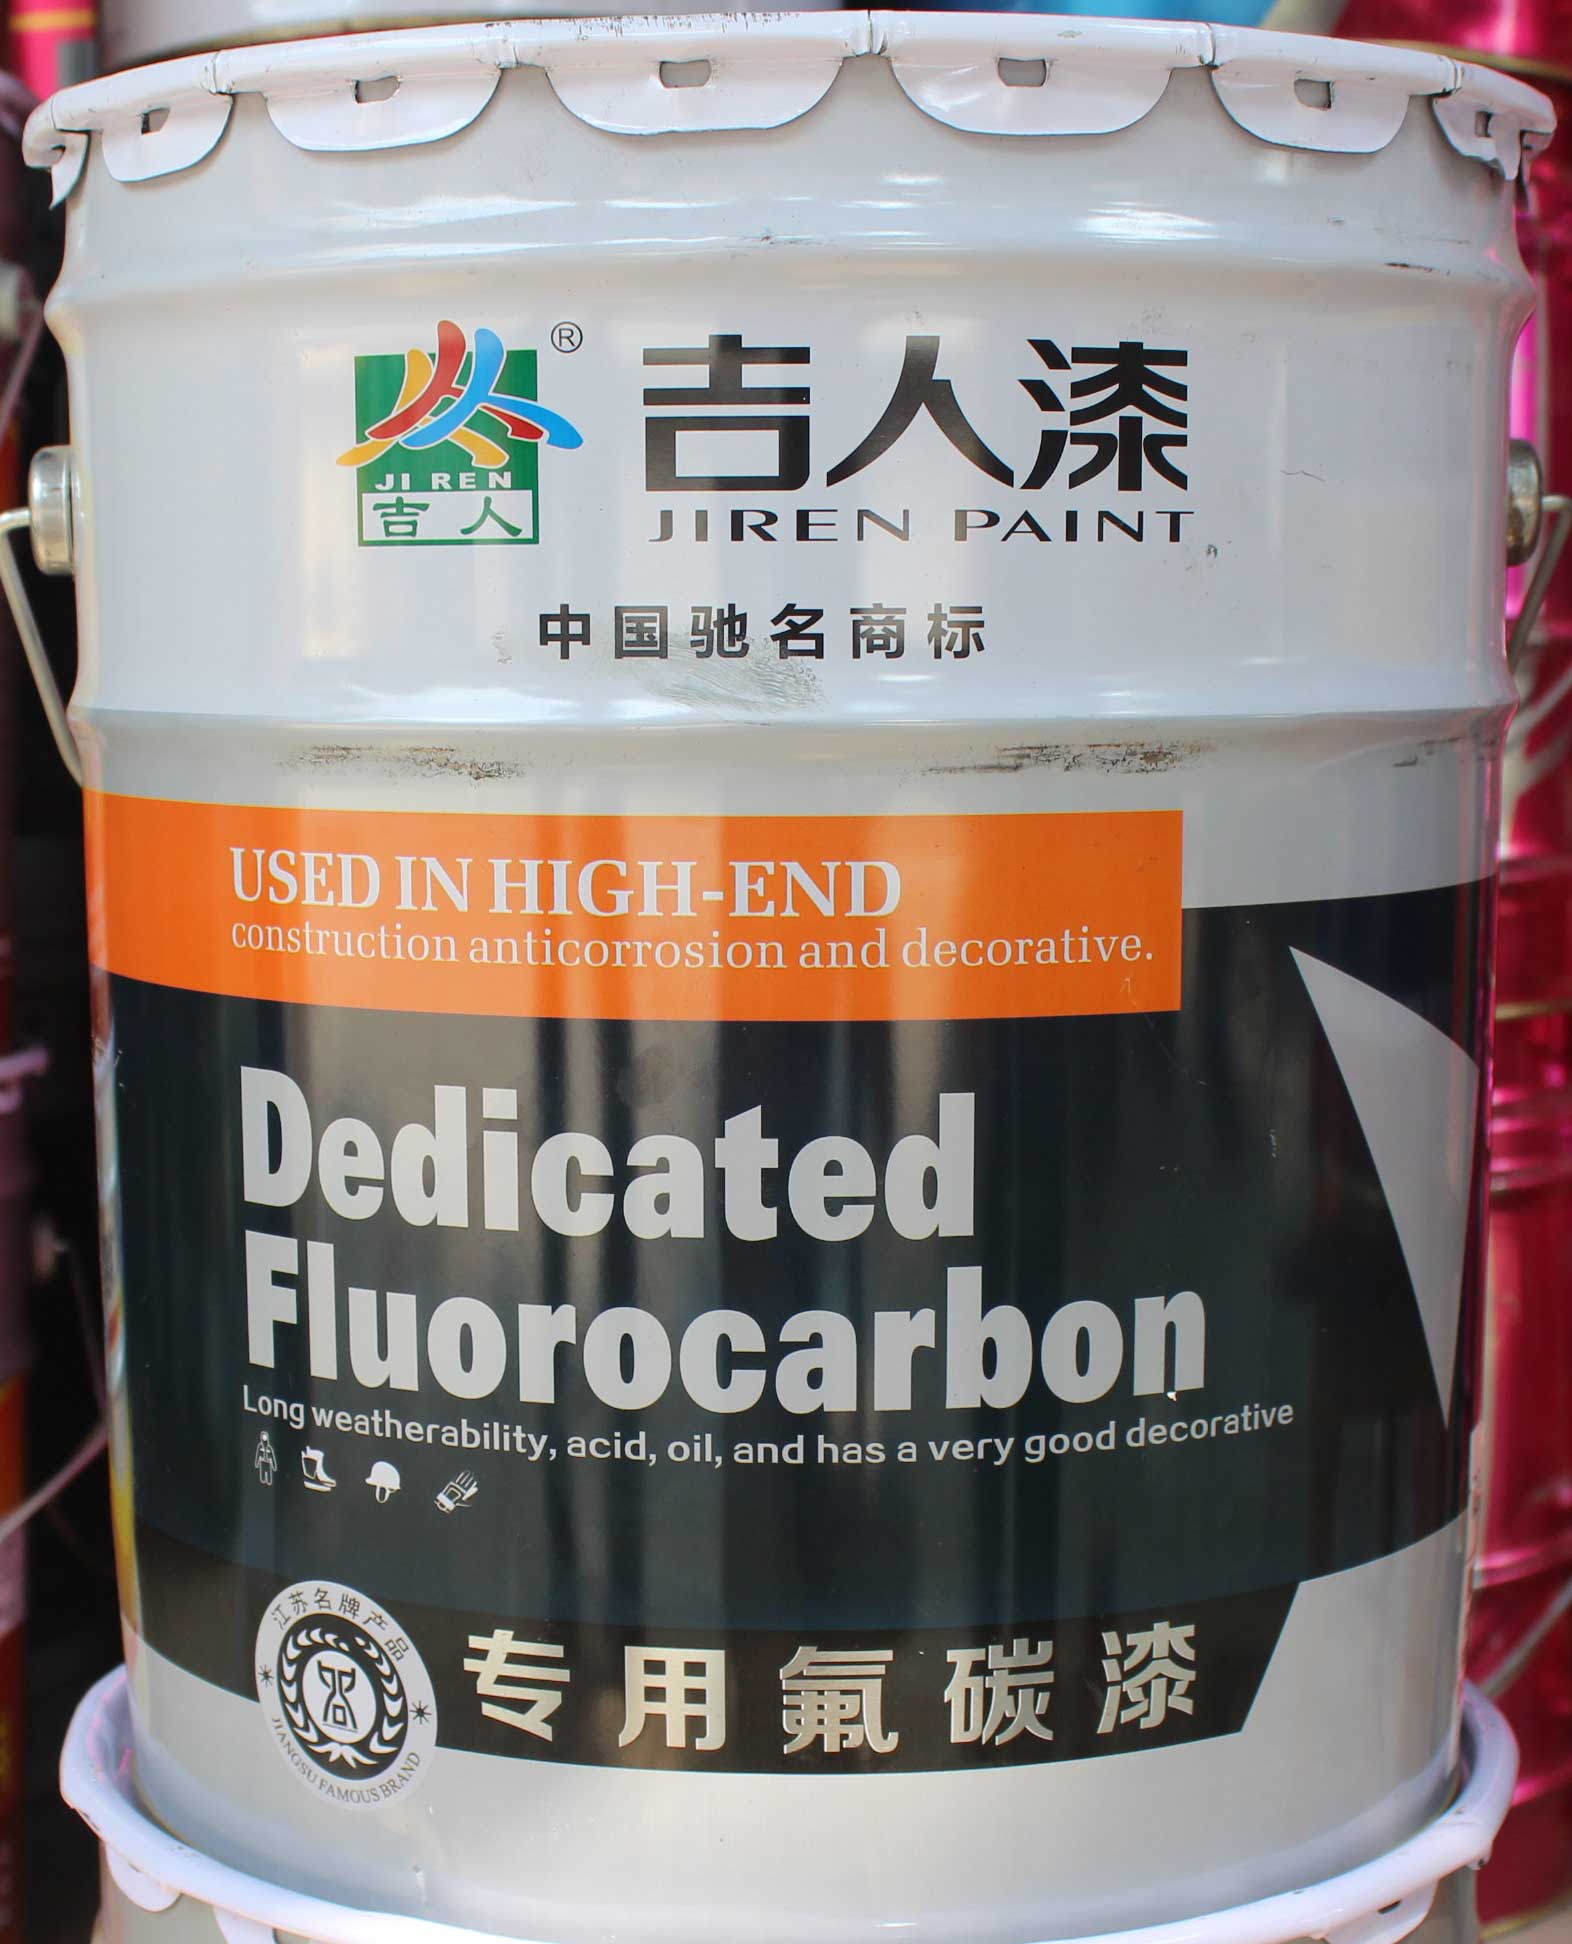 ®
JI REN
吉人
吉人漆
JIREN PAINT
中国驰名商标
USED IN HIGH-END
construction anticorrosion and decorative.
Dedicated
Fluorocarbon
Long weatherability, acid, oil, and has a very good decorative
江苏名牌产品
JIANGSU FAMOUS BRAND
专用氟碳漆